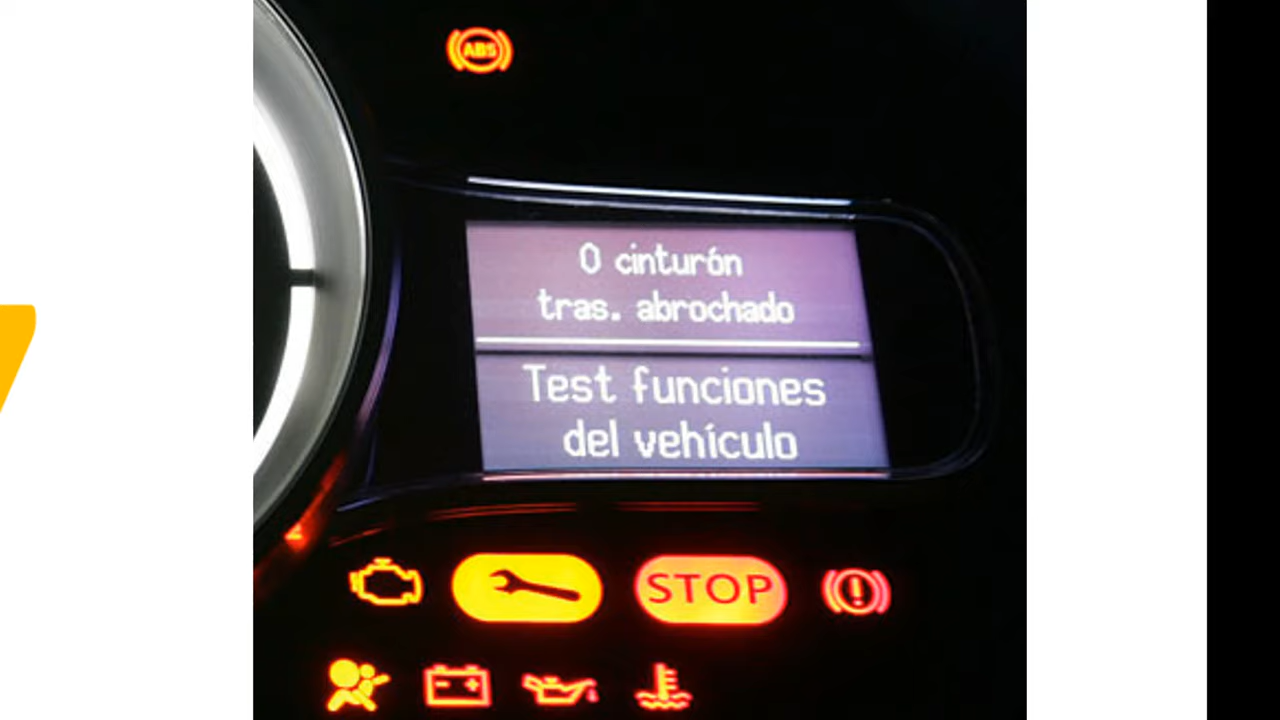 ABS
0 cinturón
tras. abrochado
Test funciones
del vehículo
STOP